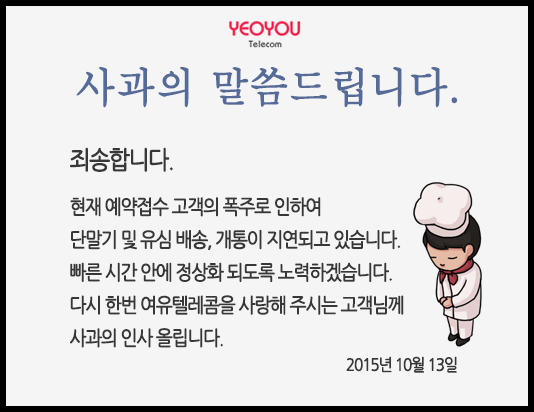 YEOYOU
Telecom
사과의 말씀드립니다.
죄송합니다.
현재 예약접수 고객의 폭주로 인하여
단말기 및 유심 배송, 개통이 지연되고 있습니다.
빠른 시간 안에 정상화 되도록 노력하겠습니다.
다시 한번 여유텔레콤을 사랑해 주시는 고객님께
사과의 인사 올립니다.
2015년 10월 13일